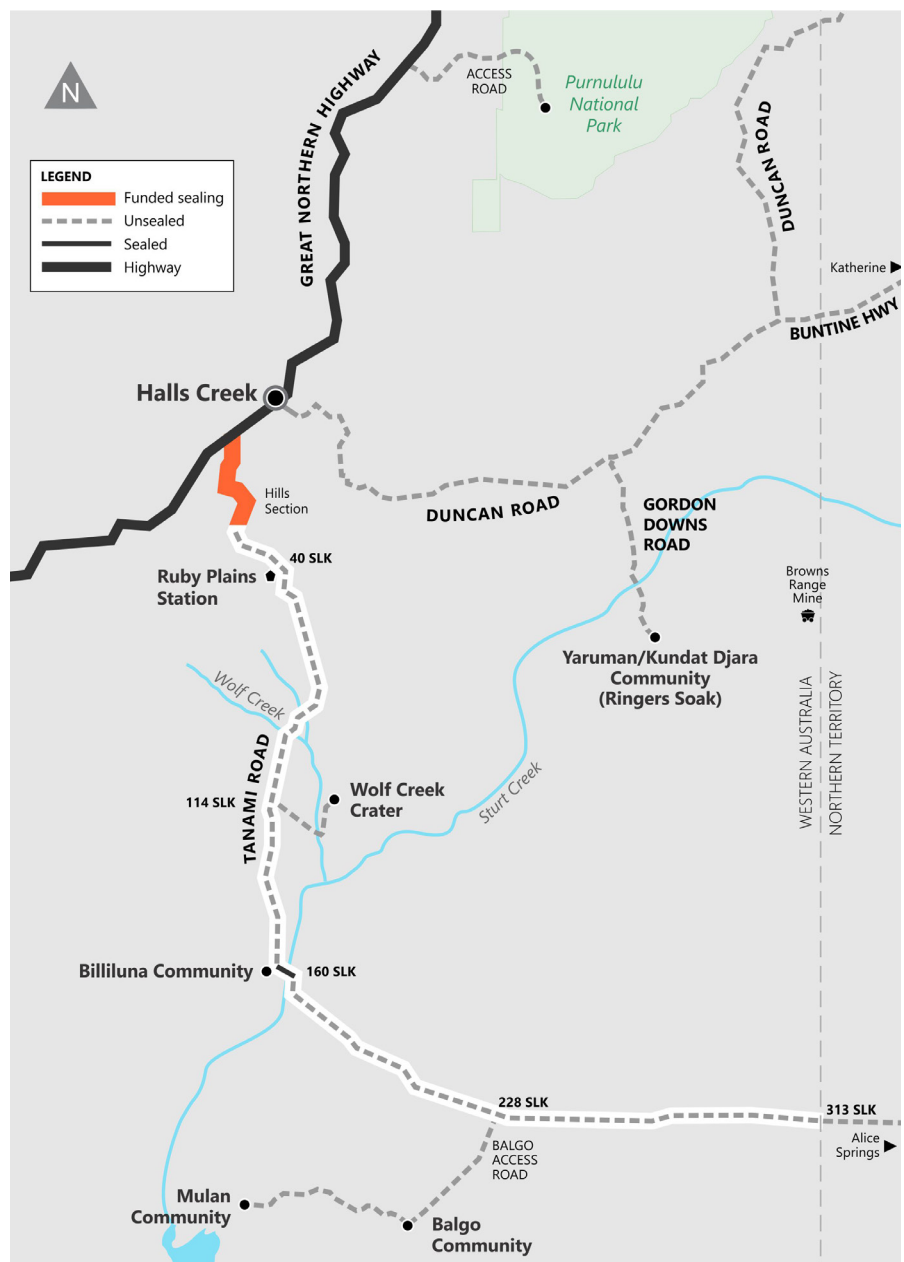 N
LEGEND
Funded sealing
Unsealed
Sealed
Highway
GREAT NORTHERN HIGHWAY
ACCESS
ROAD
Purnululu
National
Park
DUNCAN ROAD
Katherine
BUNTINE HWY
Halls Creek
Hills
Section
DUNCAN ROAD
GORDON
DOWNS
ROAD
40 SLK
Ruby Plains
Station
Browns
Range
Mine
Yaruman/Kundat Djara
Community
(Ringers Soak)
Wolf Creek
WESTERN AUSTRALIA
NORTHERN TERRITORY
TANAMI ROAD
114 SLK
Wolf Creek
Crater
Sturt Creek
Billiluna Community
160 SLK
228 SLK
313 SLK
Alice
Springs
BALGO
ACCESS
ROAD
Mulan
Community
Balgo
Community